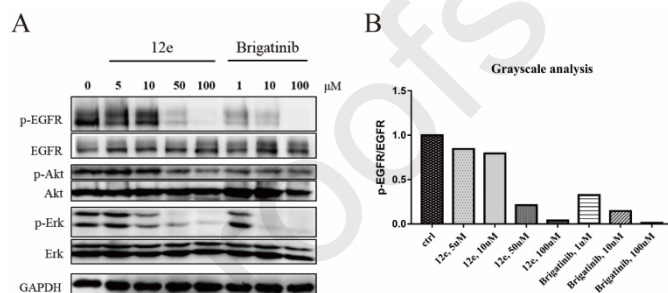 A
12e Brigatinib
0 5 10 50 100 1 10 100 μM
p-EGFR
EGFR
p-Akt
Akt
p-Erk
Erk
GAPDH
B
Grayscale analysis
p-EGFR/EGFR
1.5
1.0
0.5
0.0
ctrl
12e, 5uM
12e, 10uM
12e, 50uM
12e, 100uM
Brigatinib, 1uM
Brigatinib, 10uM
Brigatinib, 100uM
roofs